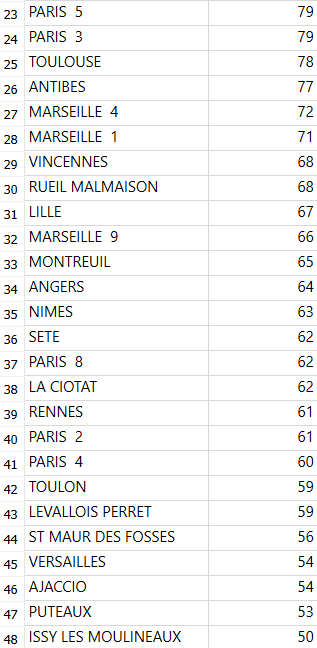 23 PARIS 5 79
24 PARIS 3 79
25 TOULOUSE 78
26 ANTIBES 77
27 MARSEILLE 4 72
28 MARSEILLE 1 71
29 VINCENNES 68
30 RUEIL MALMAISON 68
31 LILLE 67
32 MARSEILLE 9 66
33 MONTREUIL 65
34 ANGERS 64
35 NIMES 63
36 SETE 62
37 PARIS 8 62
38 LA CIOTAT 62
39 RENNES 61
40 PARIS 2 61
41 PARIS 4 60
42 TOULON 59
43 LEVALLOIS PERRET 59
44 ST MAUR DES FOSSES 56
45 VERSAILLES 54
46 AJACCIO 54
47 PUTEAUX 53
48 ISSY LES MOULINEAUX 50